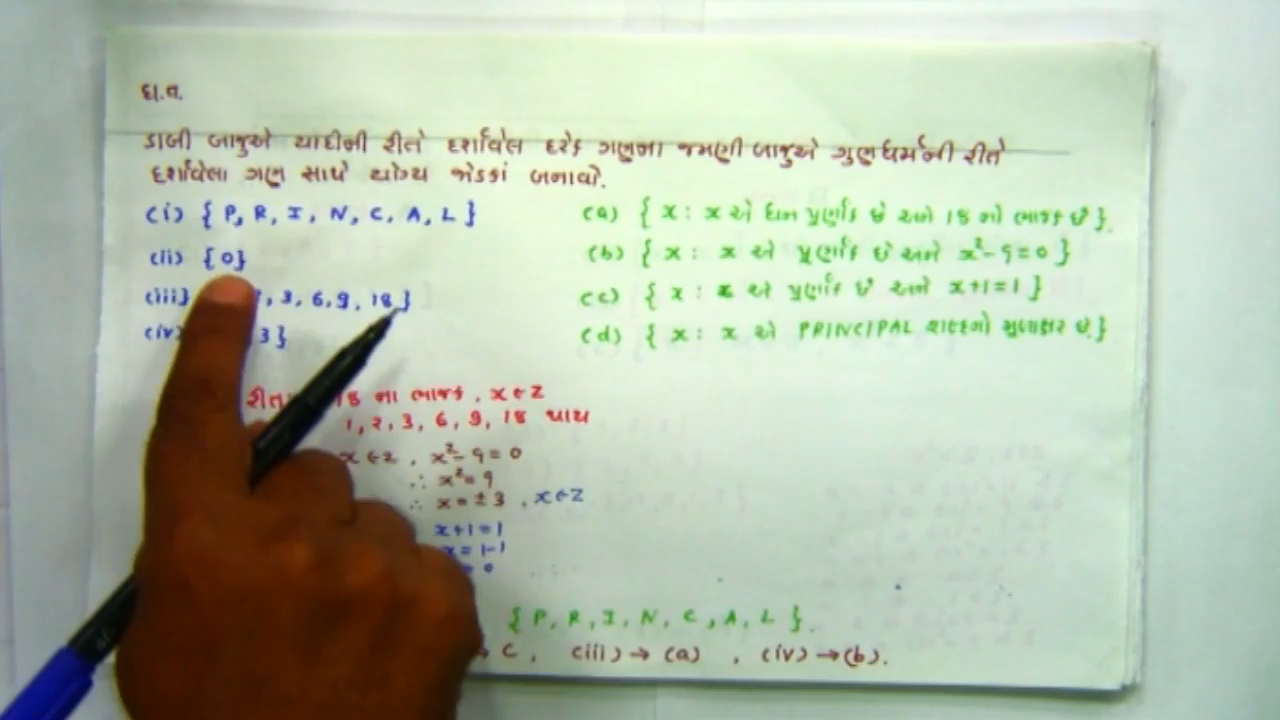 દા.ત.
ડાબી બાજુએ યાદીની રીતે દર્શાવેલ દરેક ગણના જમણી બાજુએ ગુણધર્મની રીતે
દર્શાવેલા ગણ સાથે યોગ્ય જોડકાં બનાવો.
(i) { P, R, I, N, C, A, L }
(a) { x : x એ ધન પૂર્ણાંક છે અને 18 નો ભાજક છે }.
(ii) {0}
(b) { x : x એ પૂર્ણાંક છે અને x²- 9 = 0 }
(iii) , 3, 6, 9, 18 }
(c) { x : x એ પૂર્ણાંક છે અને x+1=1 }
(iv) 3 }
(d) { x : x એ PRINCIPAL શબ્દનો મુળાક્ષર છે.}
18 ના ભાજક , x ∈ Z
1, 2, 3, 6, 9, 18 થાય
x ∈ z , x²- 9 = 0
∴ x² = 9
∴ x = ± 3 , x ∈ Z
x + 1 = 1
x = 1-1
= 0
{ P, R, I, N, C, A, L }.
→ C , (iii) → (a) , (iv) → (b).